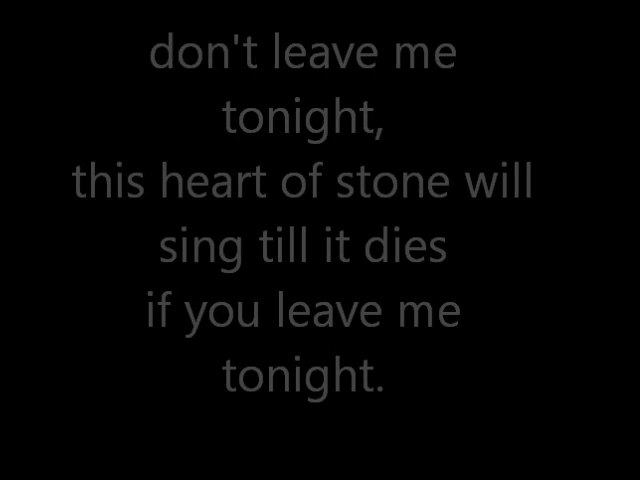 don't leave me
tonight,
this heart of stone will
sing till it dies
if you leave me
tonight.